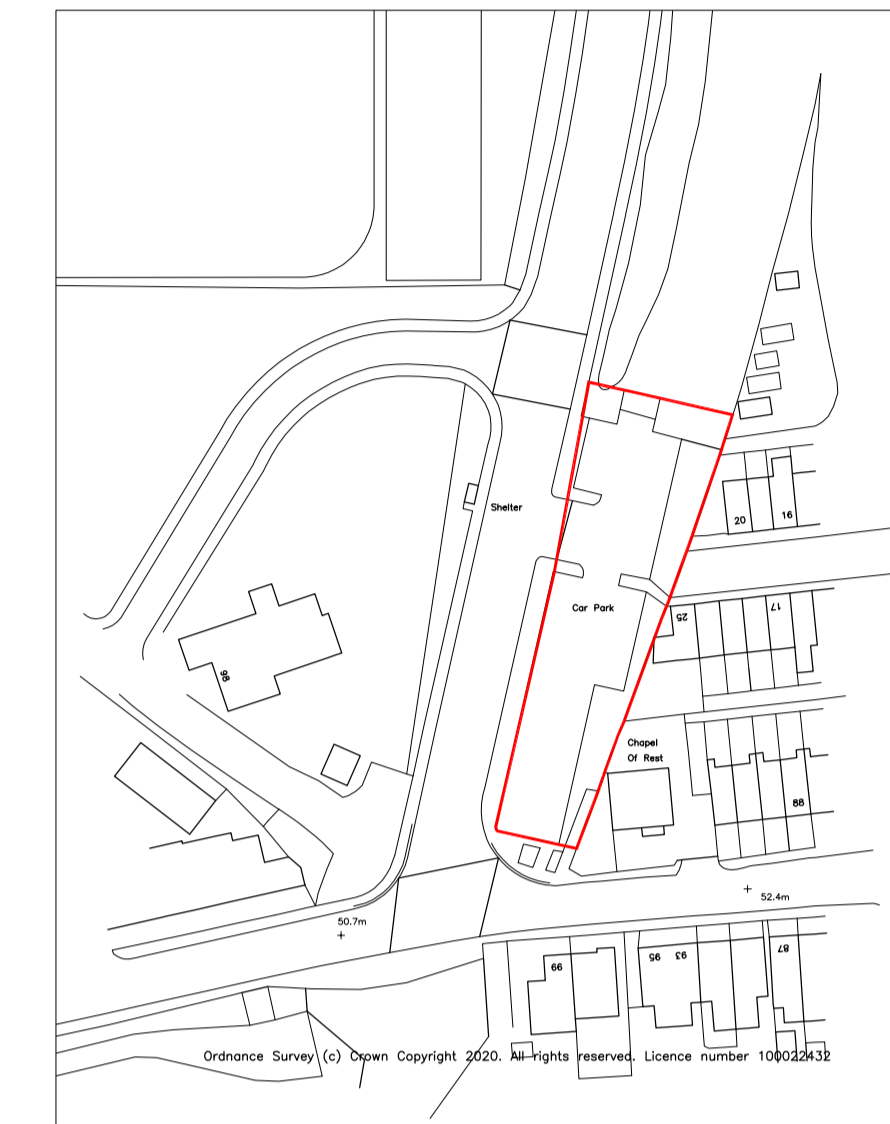 Shelter
20
16
Car Park
25
17
98
Chapel
Of Rest
88
52.4m
50.7m
99
95
93
87
Ordnance Survey (c) Crown Copyright 2020. All rights reserved. Licence number 100022432